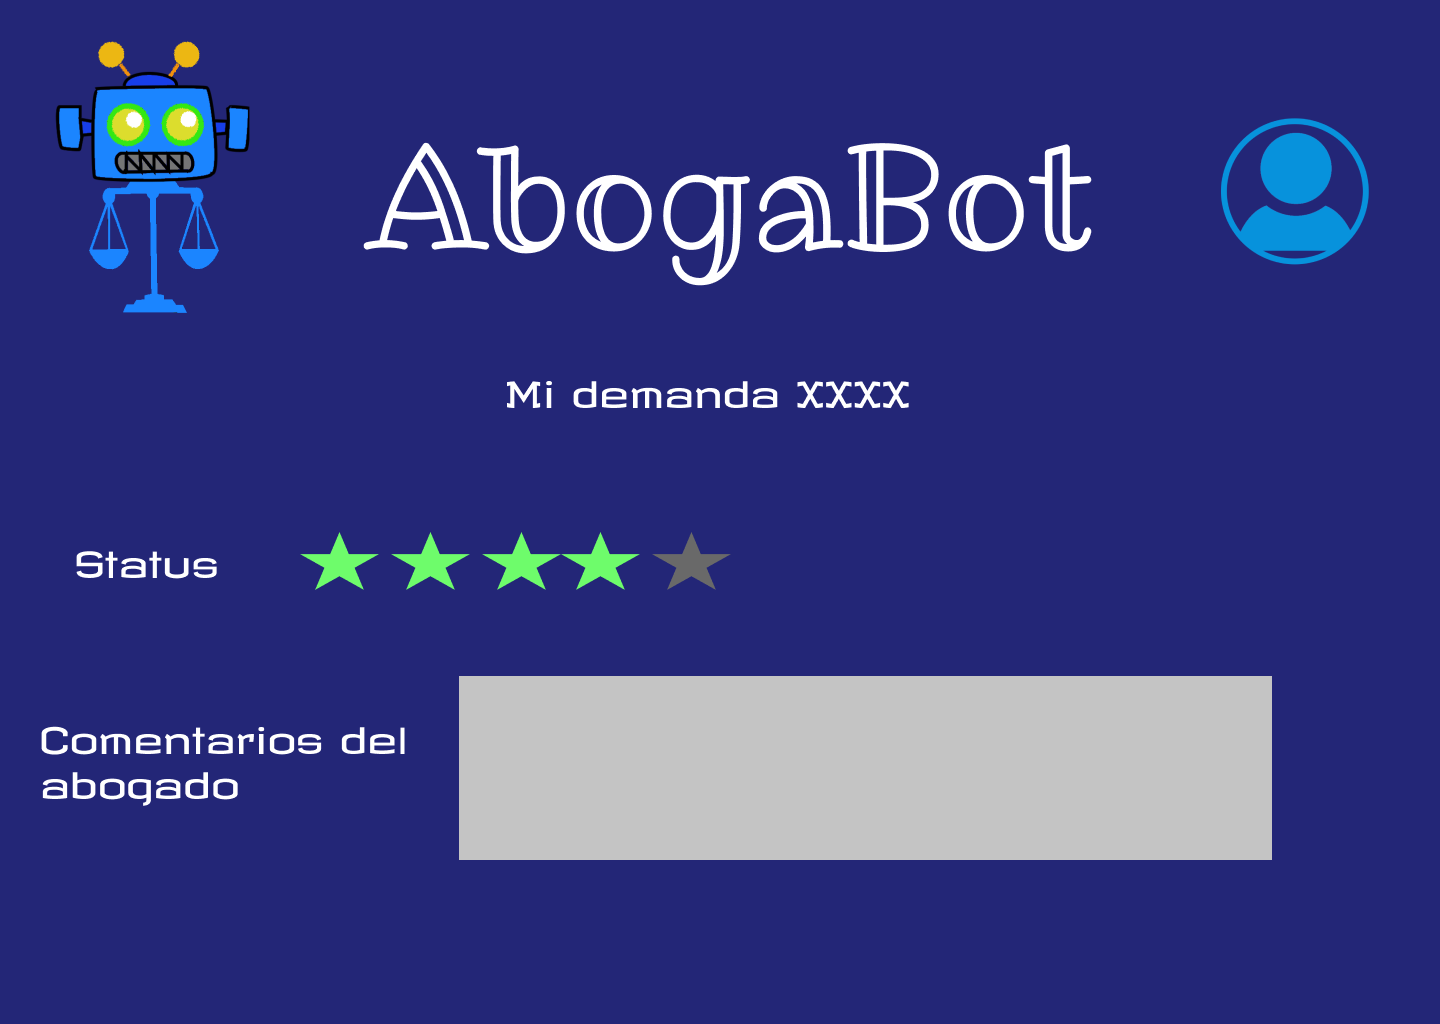 AbogaBot
Mi demanda XXXX
Status
Comentarios del
abogado